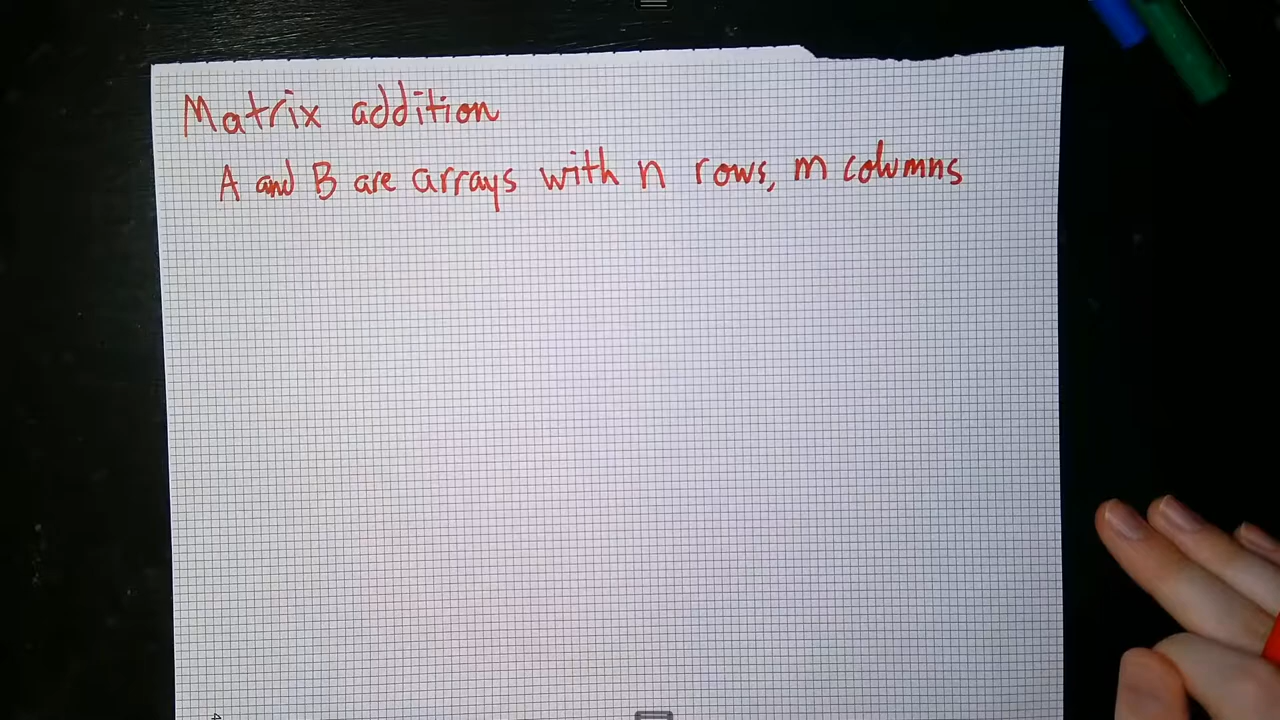 Matrix addition
A and B are arrays with n rows, m columns